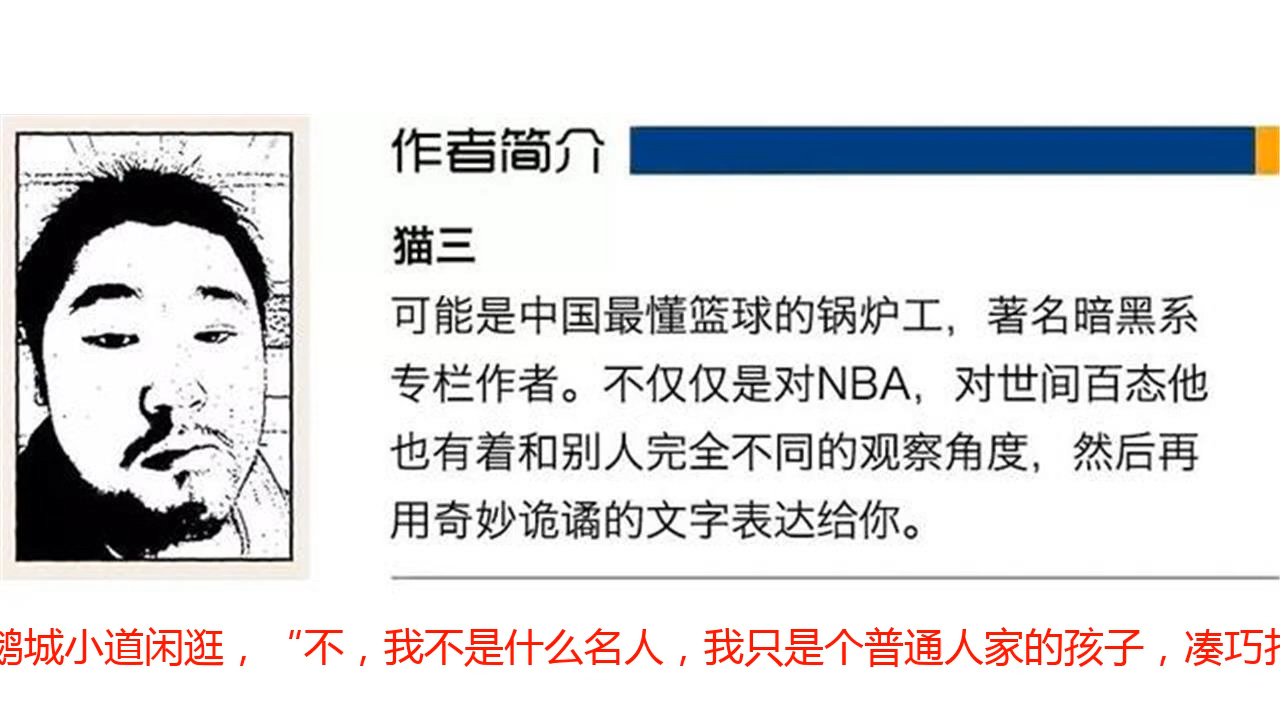 作者简介
猫三
可能是中国最懂篮球的锅炉工，著名暗黑系
专栏作者。不仅仅是对NBA，对世间百态他
也有着和别人完全不同的观察角度，然后再
用奇妙诡谲的文字表达给你。
鹅城小道闲逛，“不，我不是什么名人，我只是个普通人家的孩子，凑巧